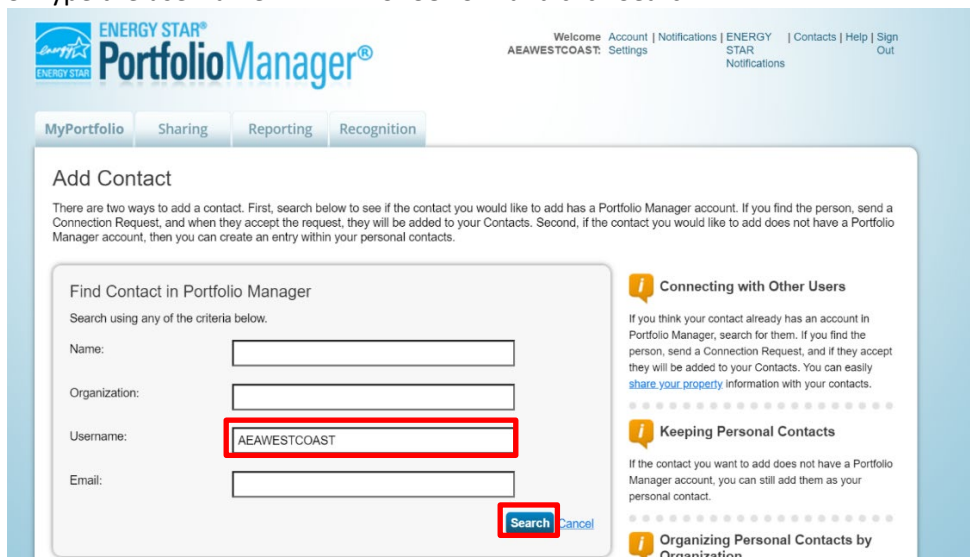 ENERGY STAR®
PortfolioManager®
energy
ENERGY STAR
Welcome AEAWESTCOAST: Account Settings | Notifications | ENERGY STAR Notifications | Contacts | Help | Sign Out
MyPortfolio Sharing Reporting Recognition
Add Contact
There are two ways to add a contact. First, search below to see if the contact you would like to add has a Portfolio Manager account. If you find the person, send a
Connection Request, and when they accept the request, they will be added to your Contacts. Second, if the contact you would like to add does not have a Portfolio
Manager account, then you can create an entry within your personal contacts.
Find Contact in Portfolio Manager
Search using any of the criteria below.
Name:
Organization:
Username: AEAWESTCOAST
Email:
Search Cancel
Connecting with Other Users
If you think your contact already has an account in
Portfolio Manager, search for them. If you find the
person, send a Connection Request, and if they accept
they will be added to your Contacts. You can easily
share your property information with your contacts.
Keeping Personal Contacts
If the contact you want to add does not have a Portfolio
Manager account, you can still add them as your
personal contact.
Organizing Personal Contacts by
Organization